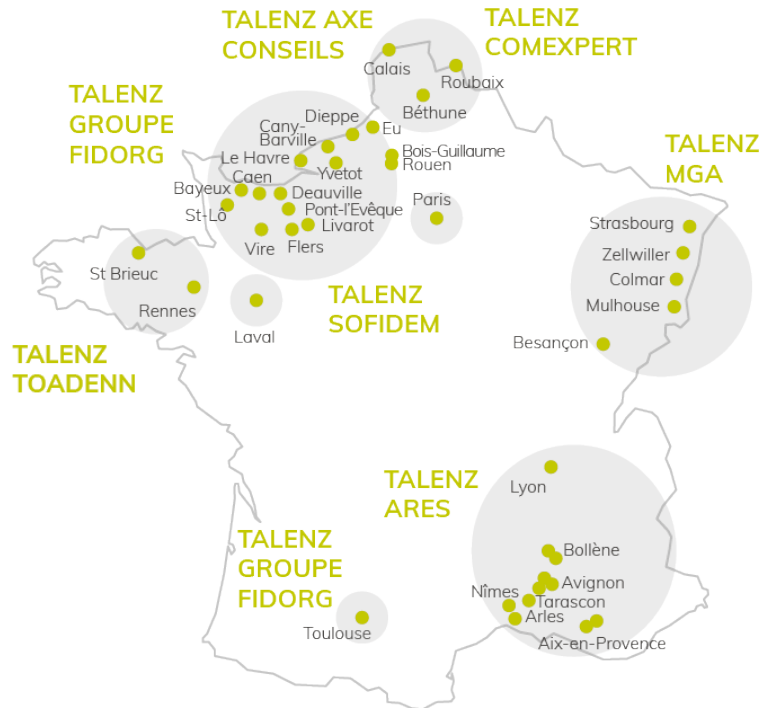 TALENZ AXE
CONSEILS
TALENZ
COMEXPERT
Calais
Roubaix
Béthune
TALENZ
GROUPE
FIDORG
Dieppe
Eu
Cany-
Barville
Le Havre
Yvetot
Bois-Guillaume
Rouen
Caen
Bayeux
Deauville
St-Lô
Pont-l'Evêque
Livarot
Vire
Flers
Paris
TALENZ
MGA
Strasbourg
Zellwiller
Colmar
Mulhouse
Besançon
St Brieuc
Rennes
TALENZ
TOADENN
Laval
TALENZ
SOFIDEM
TALENZ
ARES
Lyon
Bollène
Avignon
Nîmes
Tarascon
Arles
Aix-en-Provence
TALENZ
GROUPE
FIDORG
Toulouse